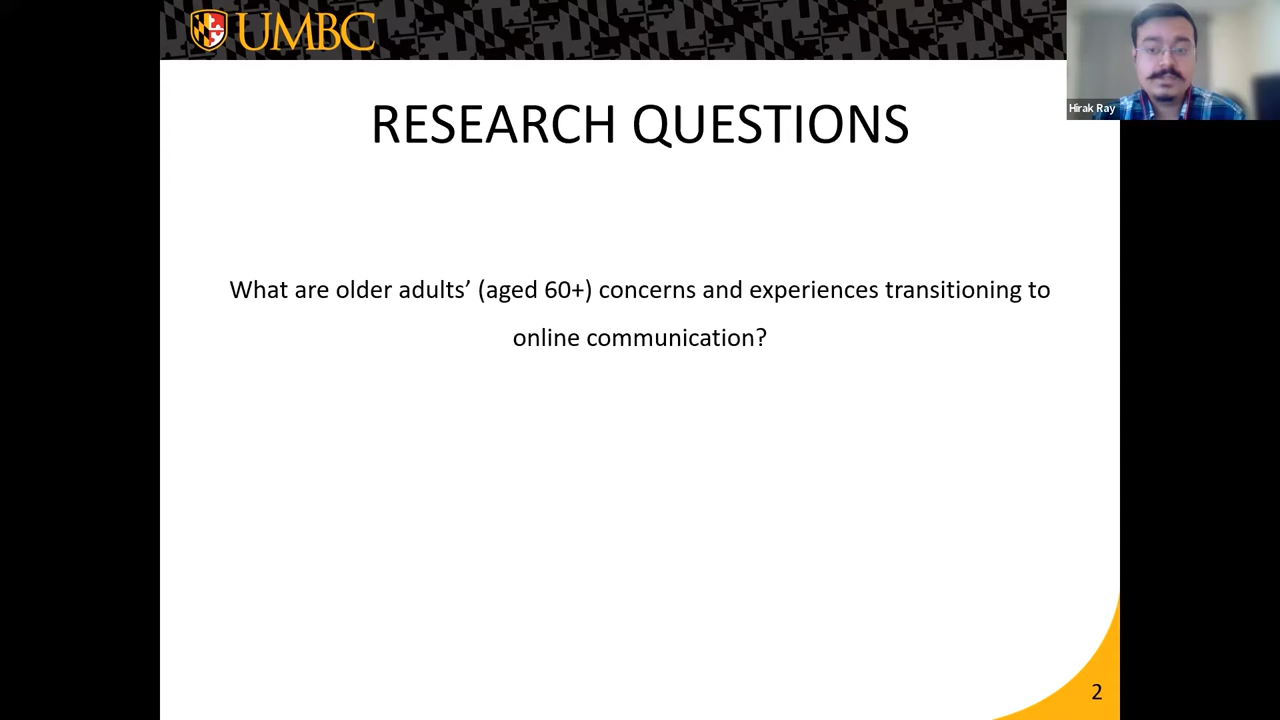 UMBC
Hirak Ray
RESEARCH QUESTIONS
What are older adults’ (aged 60+) concerns and experiences transitioning to
online communication?
2